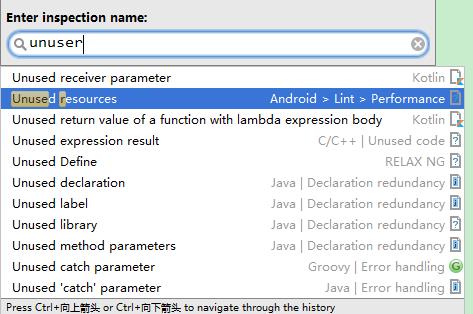 Enter inspection name:
unuser
Unused receiver parameter Kotlin
Unused resources Android > Lint > Performance
Unused return value of a function with lambda expression body Kotlin
Unused expression result C/C++ | Unused code
Unused Define RELAX NG
Unused declaration Java | Declaration redundancy
Unused label Java | Declaration redundancy
Unused library Java | Declaration redundancy
Unused method parameters Java | Declaration redundancy
Unused catch parameter Groovy | Error handling
Unused 'catch' parameter Java | Error handling
Press Ctrl+向上箭头 or Ctrl+向下箭头 to navigate through the history